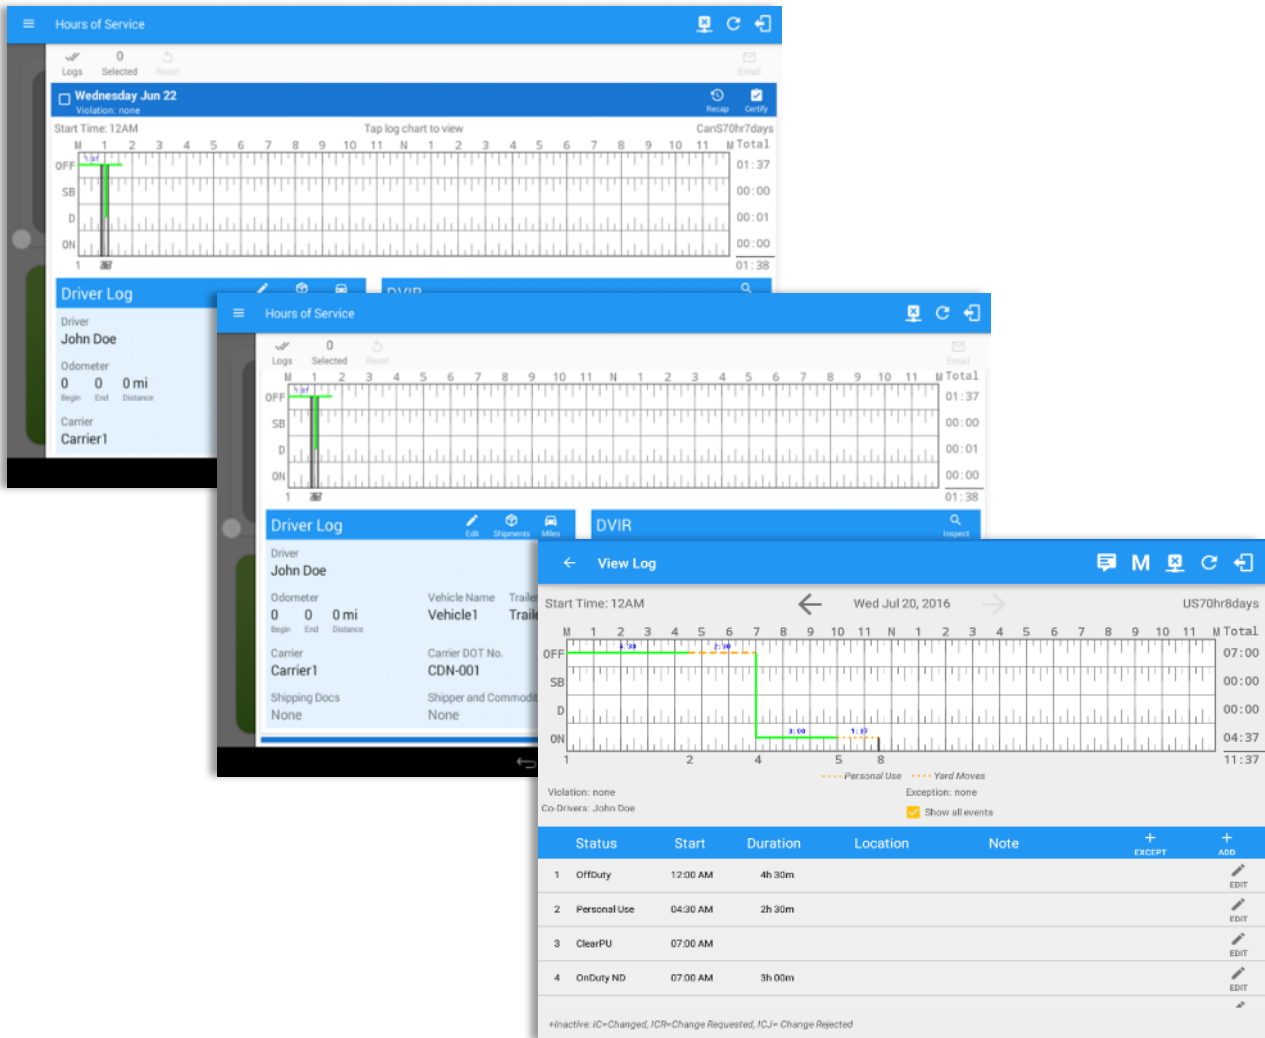 Hours of Service
Logs 0 Selected Reset Email
Wednesday Jun 22
Violation: none
Recap Certify
Start Time: 12AM Tap log chart to view CanS70hr7days
M 1 2 3 4 5 6 7 8 9 10 11 N 1 2 3 4 5 6 7 8 9 10 11 M Total
OFF 01:37
SB 00:00
D 00:01
ON 00:00
1 01:38
Driver Log DVIR
Driver
John Doe
Odometer
0 0 0 mi
Begin End Distance
Carrier
Carrier1
Hours of Service
Logs 0 Selected Reset Email
M 1 2 3 4 5 6 7 8 9 10 11 N 1 2 3 4 5 6 7 8 9 10 11 M Total
OFF 01:37
SB 00:00
D 00:01
ON 00:00
1 01:38
Driver Log Edit Shipments Miles DVIR Inspect
Driver
John Doe
Odometer Vehicle Name Trailer
0 0 0 mi Vehicle1 Traile
Begin End Distance
Carrier Carrier DOT No.
Carrier1 CDN-001
Shipping Docs Shipper and Commodit
None None
View Log M
Start Time: 12AM Wed Jul 20, 2016 US70hr8days
M 1 2 3 4 5 6 7 8 9 10 11 N 1 2 3 4 5 6 7 8 9 10 11 M Total
4:30 2:30
OFF 07:00
SB 00:00
D 00:00
3:00 1:37
ON 04:37
1 2 4 5 8 11:37
Personal Use Yard Moves
Violation: none Exception: none
Co-Drivers: John Doe Show all events
Status Start Duration Location Note + EXCEPT + ADD
1 OffDuty 12:00 AM 4h 30m EDIT
2 Personal Use 04:30 AM 2h 30m EDIT
3 ClearPU 07:00 AM EDIT
4 OnDuty ND 07:00 AM 3h 00m EDIT
+Inactive: IC=Changed, ICR=Change Requested, ICJ= Change Rejected